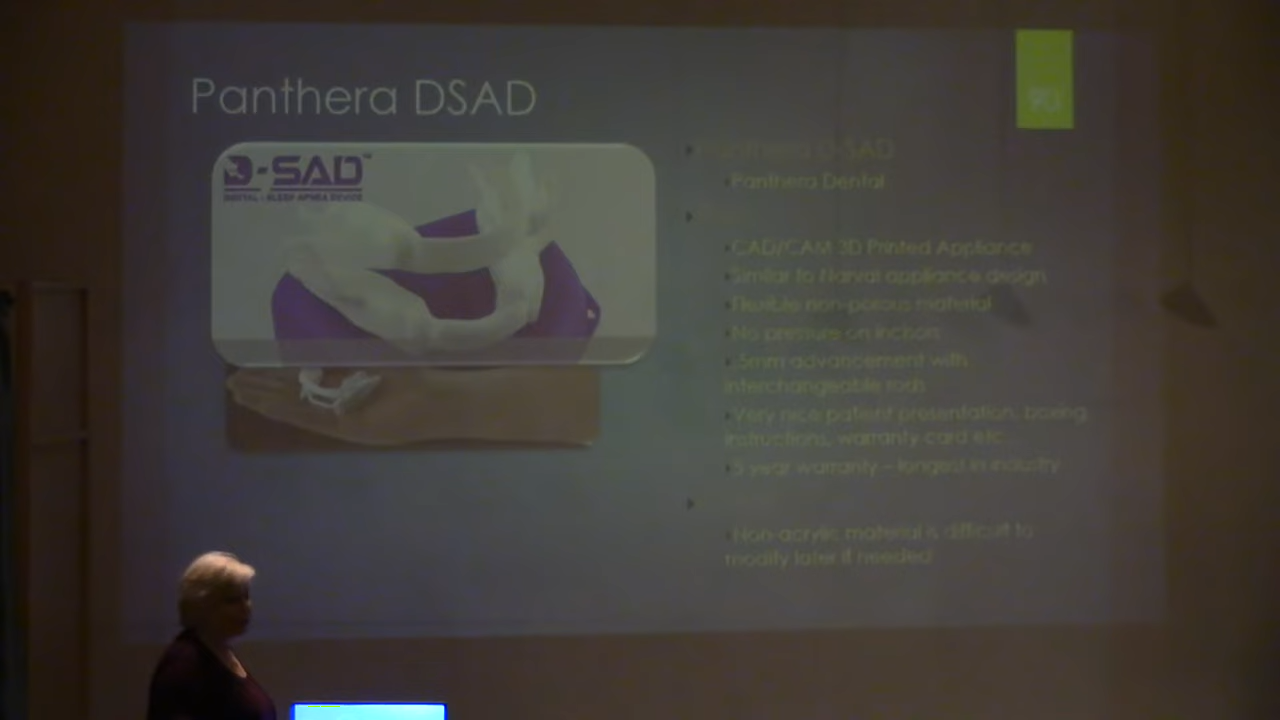 Panthera DSAD
90
D-SAD™
DENTAL - SLEEP APNEA DEVICE
Panthera D-SAD
Panthera Dental
CAD/CAM 3D Printed Appliance
Similar to Narval appliance design
Flexible non-porous material
No pressure on incisors
.5mm advancement with
interchangeable rods
Very nice patient presentation, boxing,
instructions, warranty card etc.
5 year warranty – longest in industry
Non-acrylic material is difficult to
modify later if needed